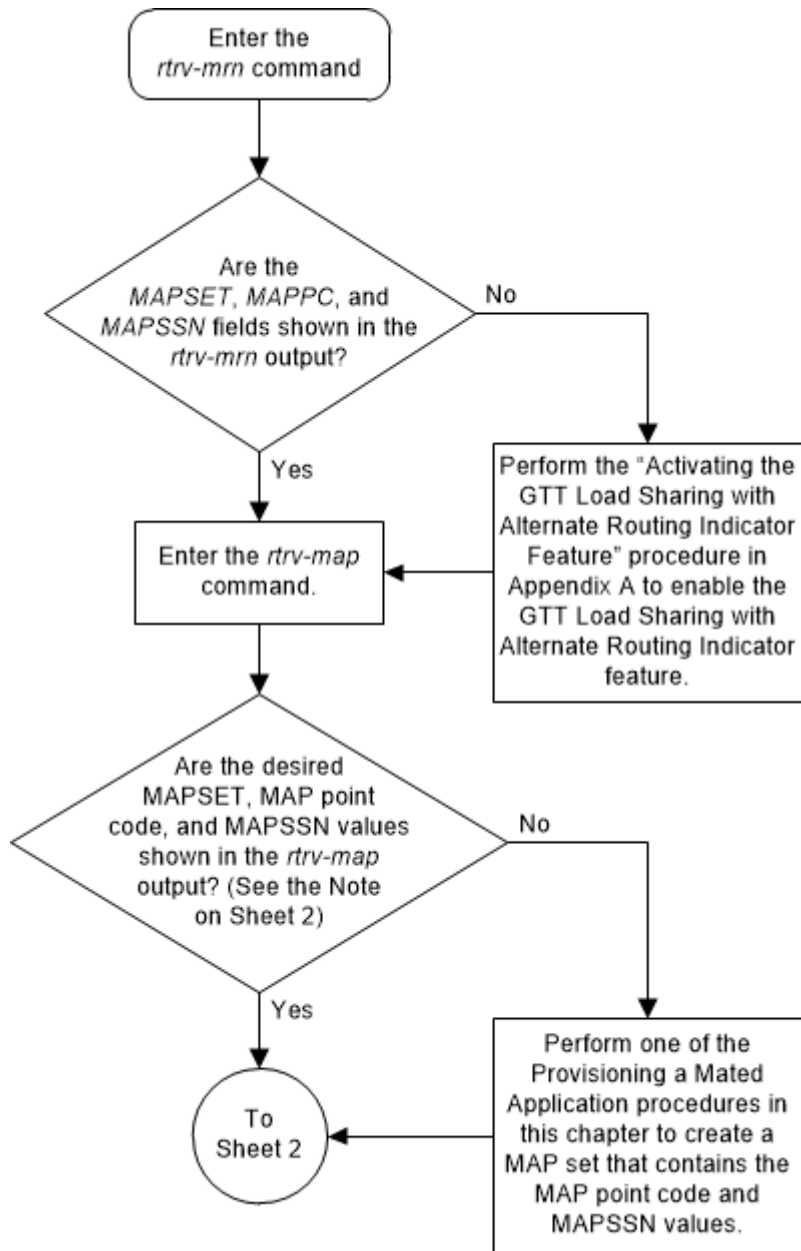 Enter the
rtrv-mrn command
Are the
MAPSET, MAPPC, and
MAPSSN fields shown in the
rtrv-mrn output?
No
Yes
Perform the “Activating the
GTT Load Sharing with
Alternate Routing Indicator
Feature” procedure in
Appendix A to enable the
GTT Load Sharing with
Alternate Routing Indicator
feature.
Enter the rtrv-map
command.
Are the desired
MAPSET, MAP point
code, and MAPSSN values
shown in the rtrv-map
output? (See the Note
on Sheet 2)
No
Yes
Perform one of the
Provisioning a Mated
Application procedures in
this chapter to create a
MAP set that contains the
MAP point code and
MAPSSN values.
To
Sheet 2